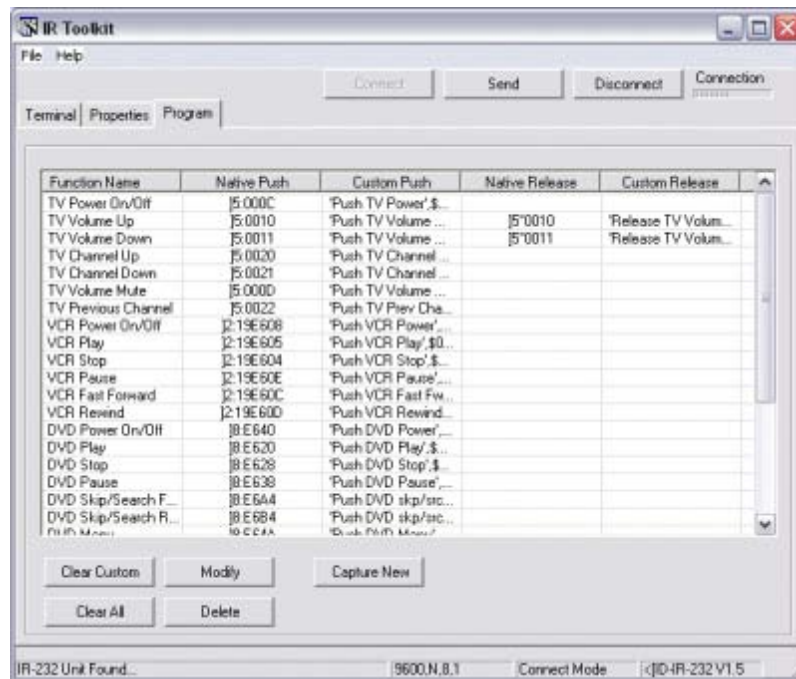 IR Toolkit
File Help
Connect Send Disconnect Connection
Terminal Properties Program
Function Name Native Push Custom Push Native Release Custom Release
TV Power On/Off ]5:000C 'Push TV Power',$...
TV Volume Up ]5:0010 'Push TV Volume ... ]5"0010 'Release TV Volum...
TV Volume Down ]5:0011 'Push TV Volume ... ]5"0011 'Release TV Volum...
TV Channel Up ]5:0020 'Push TV Channel ...
TV Channel Down ]5:0021 'Push TV Channel ...
TV Volume Mute ]5:000D 'Push TV Volume ...
TV Previous Channel ]5:0022 'Push TV Prev Cha...
VCR Power On/Off ]2:19E608 'Push VCR Power',...
VCR Play ]2:19E605 'Push VCR Play',$0...
VCR Stop ]2:19E604 'Push VCR Stop',$...
VCR Pause ]2:19E60E 'Push VCR Pause',...
VCR Fast Forward ]2:19E60C 'Push VCR Fast Fw...
VCR Rewind ]2:19E60D 'Push VCR Rewind...
DVD Power On/Off ]8:E640 'Push DVD Power',...
DVD Play ]8:E620 'Push DVD Play',$...
DVD Stop ]8:E628 'Push DVD Stop',$...
DVD Pause ]8:E638 'Push DVD Pause',...
DVD Skip/Search F... ]8:E6A4 'Push DVD skp/src...
DVD Skip/Search R... ]8:E6B4 'Push DVD skp/src...
DVD Menu 'Push DVD Menu'
Clear Custom Modify Capture New
Clear All Delete
IR-232 Unit Found... 9600,N,8,1 Connect Mode <]ID-IR-232 V1.5